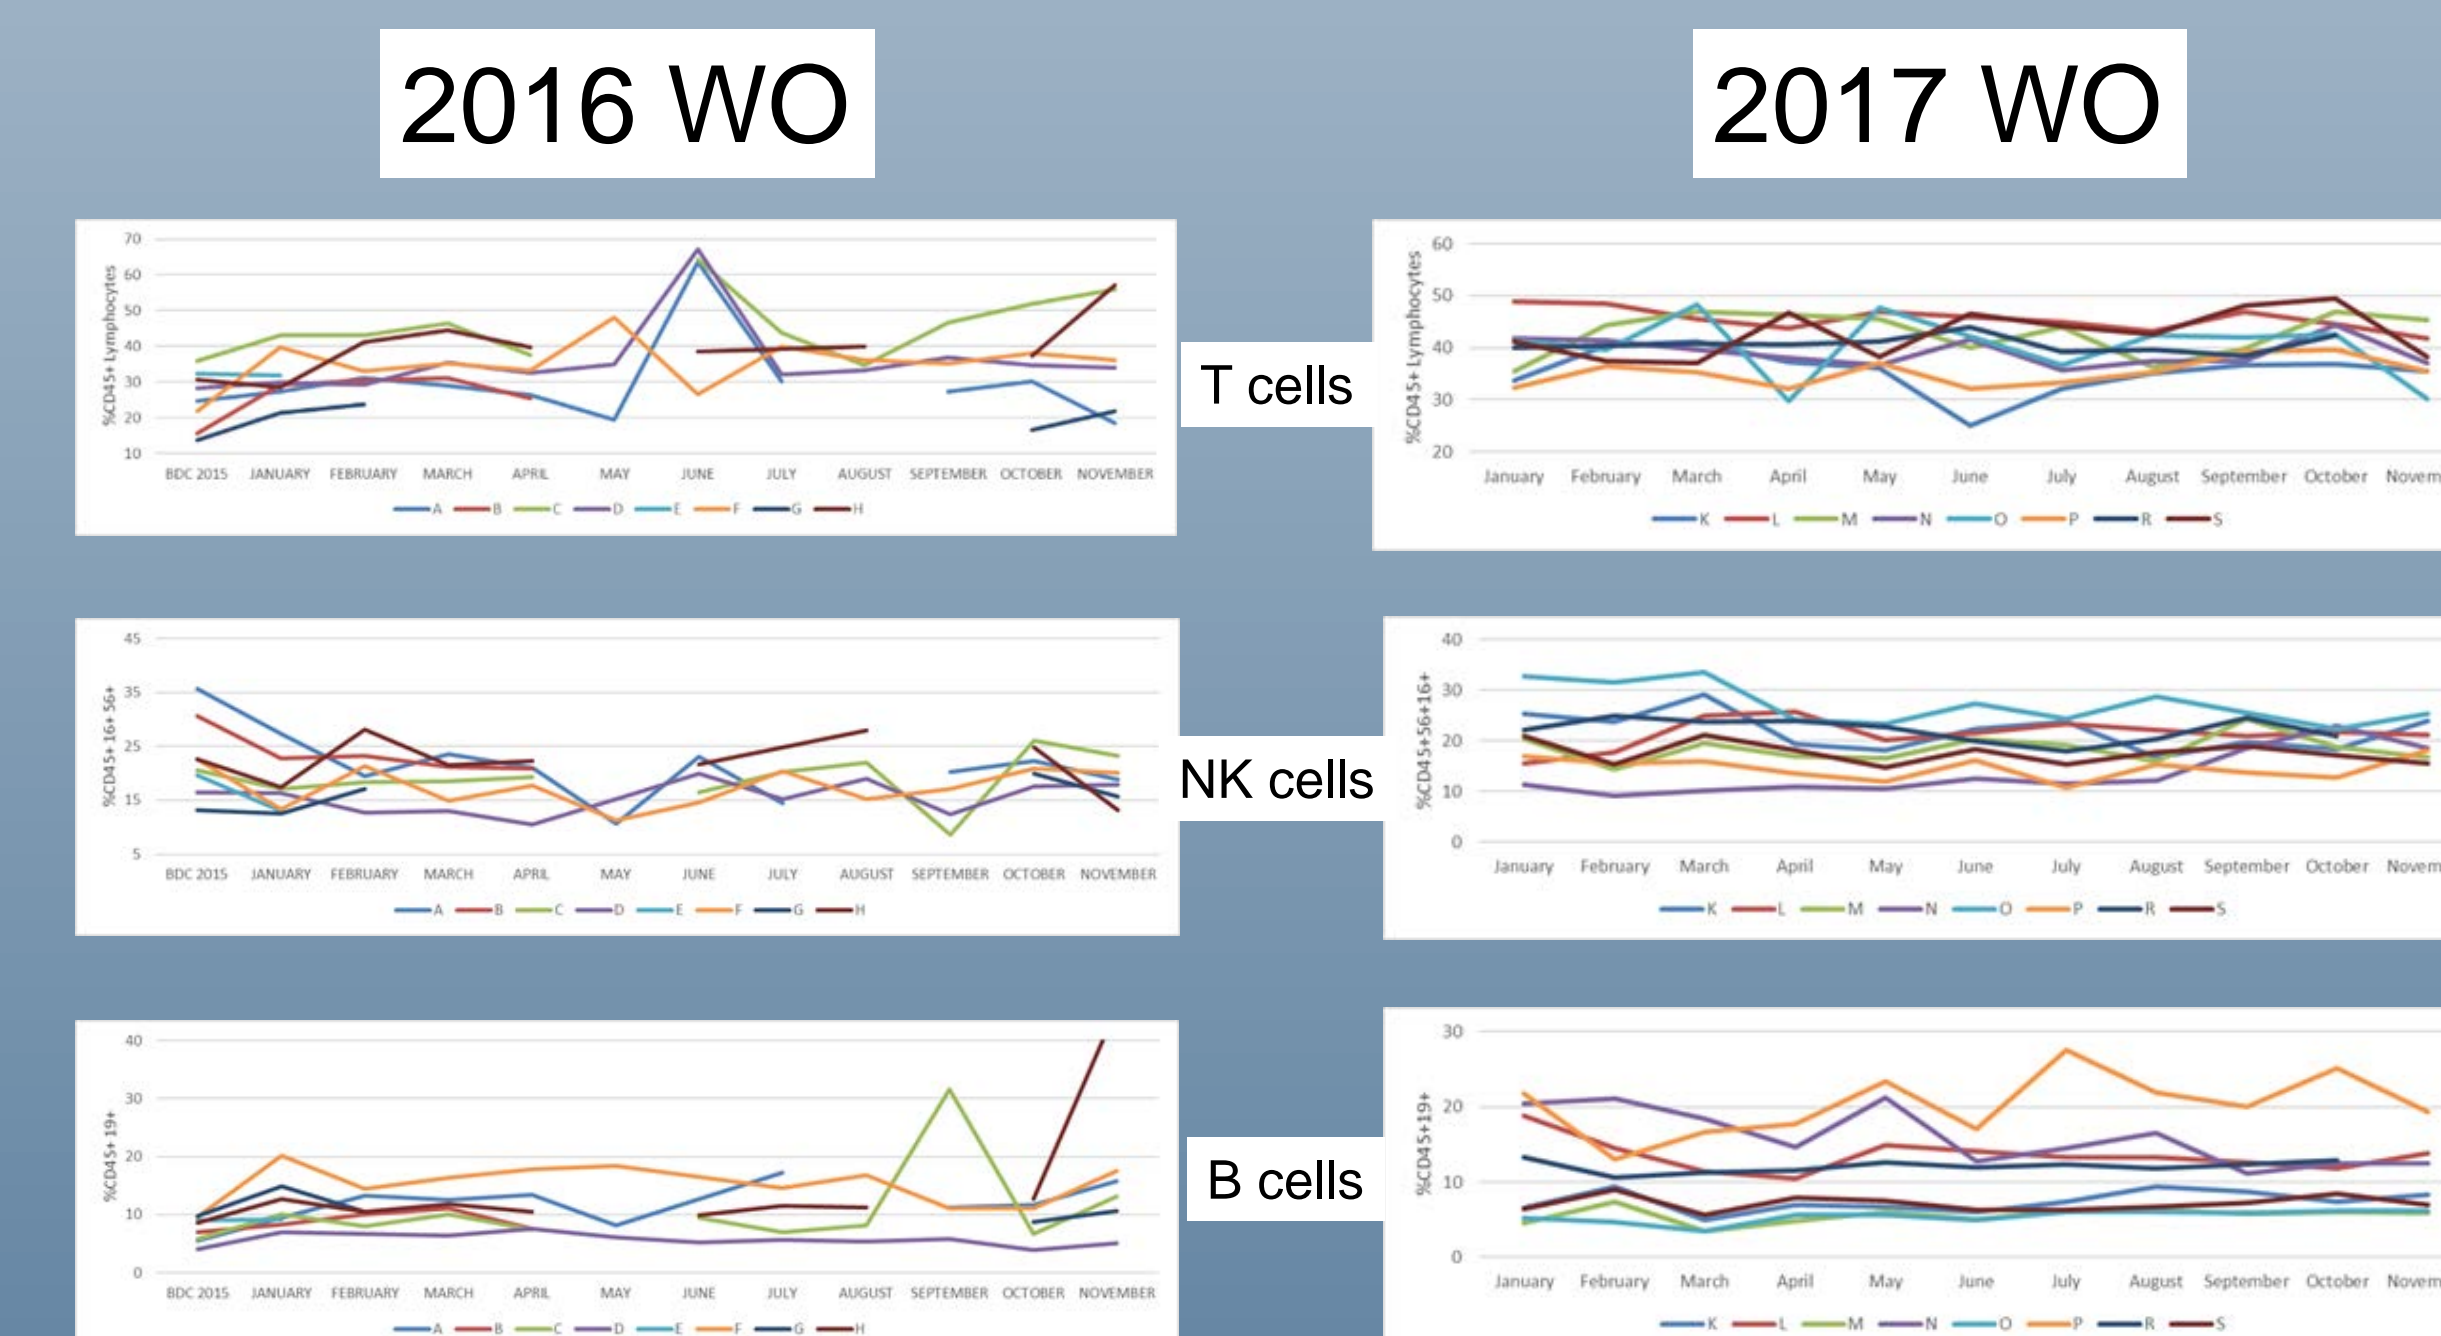 2016 WO
2017 WO
%CD45+ Lymphocytes
70
60
50
40
30
20
10
BDC 2015 JANUARY FEBRUARY MARCH APRIL MAY JUNE JULY AUGUST SEPTEMBER OCTOBER NOVEMBER
A B C D E F G H
T cells
%CD45+ Lymphocytes
60
50
40
30
20
January February March April May June July August September October Novem
K L M N O P R S
%CD45+ 16+ 56+
45
35
25
15
5
BDC 2015 JANUARY FEBRUARY MARCH APRIL MAY JUNE JULY AUGUST SEPTEMBER OCTOBER NOVEMBER
A B C D E F G H
NK cells
%CD45+56+16+
40
30
20
10
0
January February March April May June July August September October Novem
K L M N O P R S
%CD45+ 19+
40
30
20
10
0
BDC 2015 JANUARY FEBRUARY MARCH APRIL MAY JUNE JULY AUGUST SEPTEMBER OCTOBER NOVEMBER
A B C D E F G H
B cells
%CD45+19+
30
20
10
0
January February March April May June July August September October Novem
K L M N O P R S